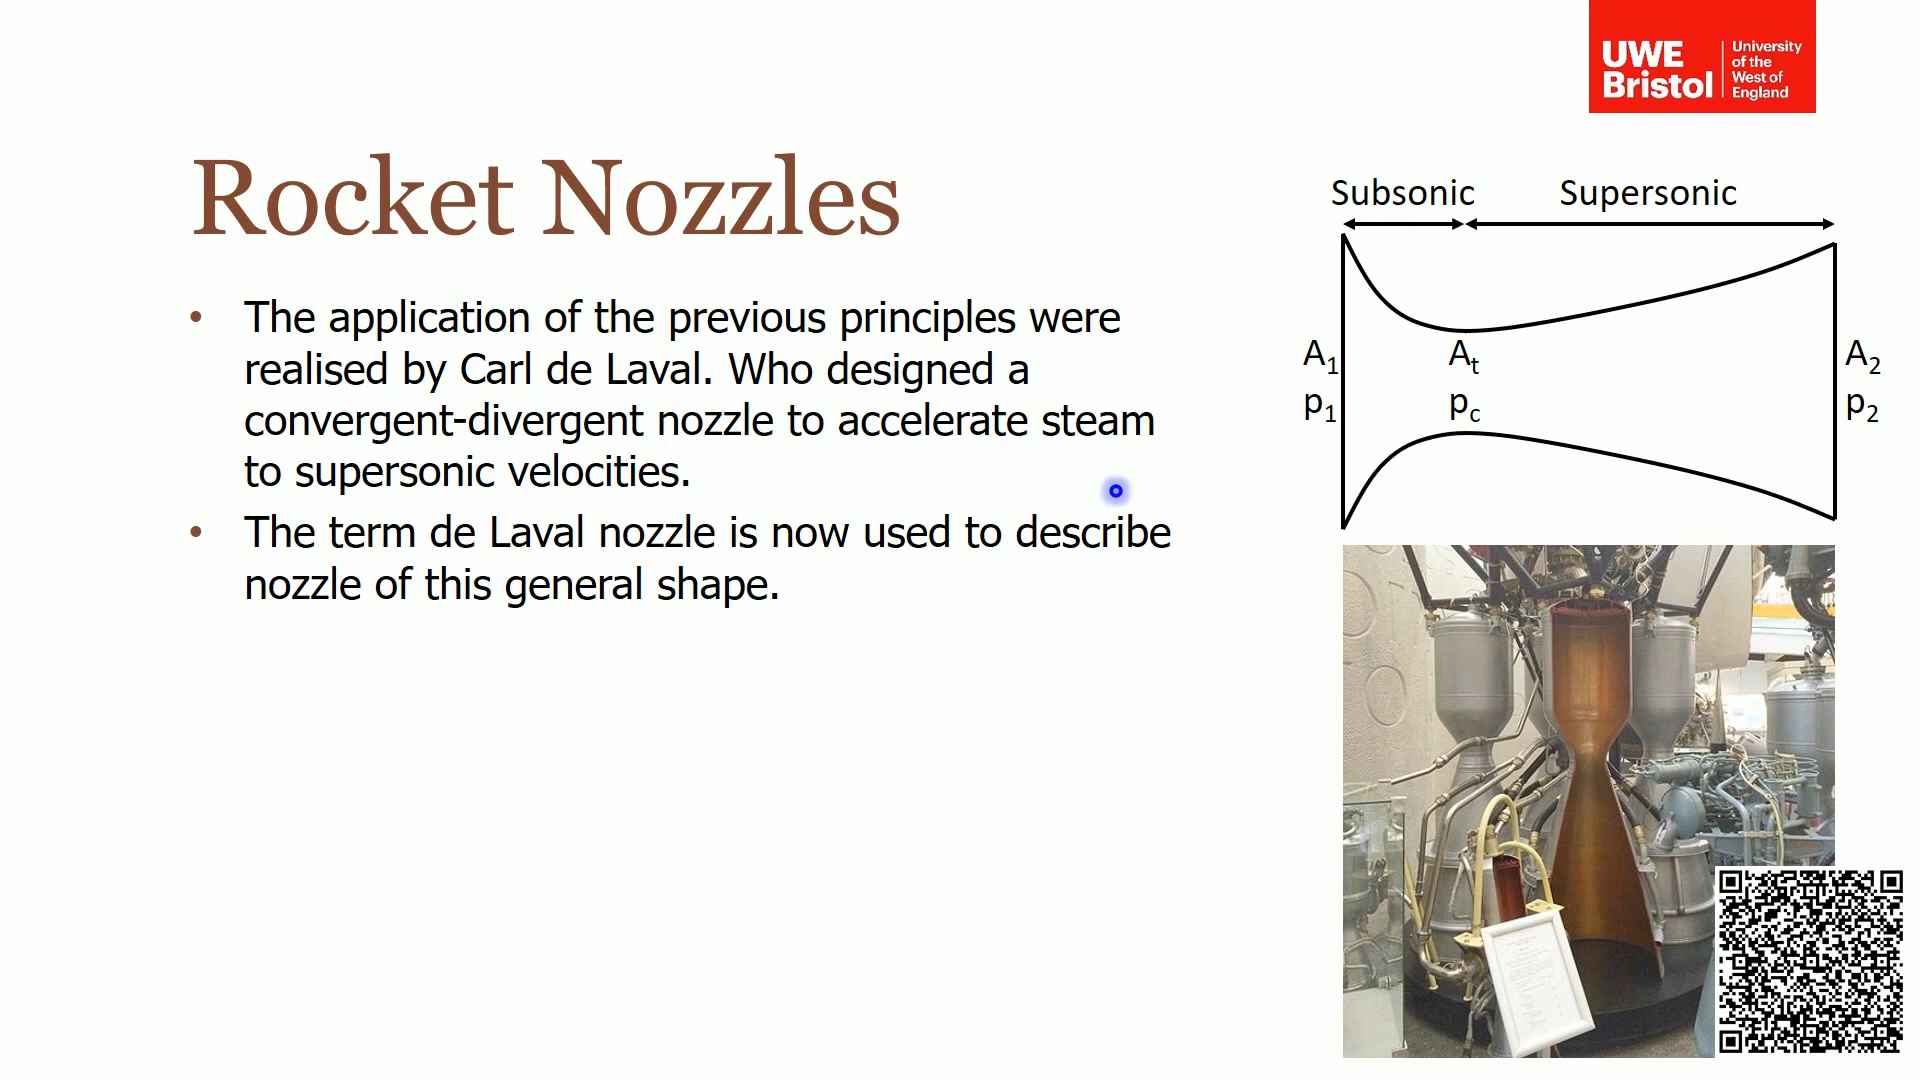 UWE
Bristol
University
of the
West of
England
Rocket Nozzles
• The application of the previous principles were
realised by Carl de Laval. Who designed a
convergent-divergent nozzle to accelerate steam
to supersonic velocities.
• The term de Laval nozzle is now used to describe
nozzle of this general shape.
Subsonic Supersonic
A1 At A2
p1 pc p2